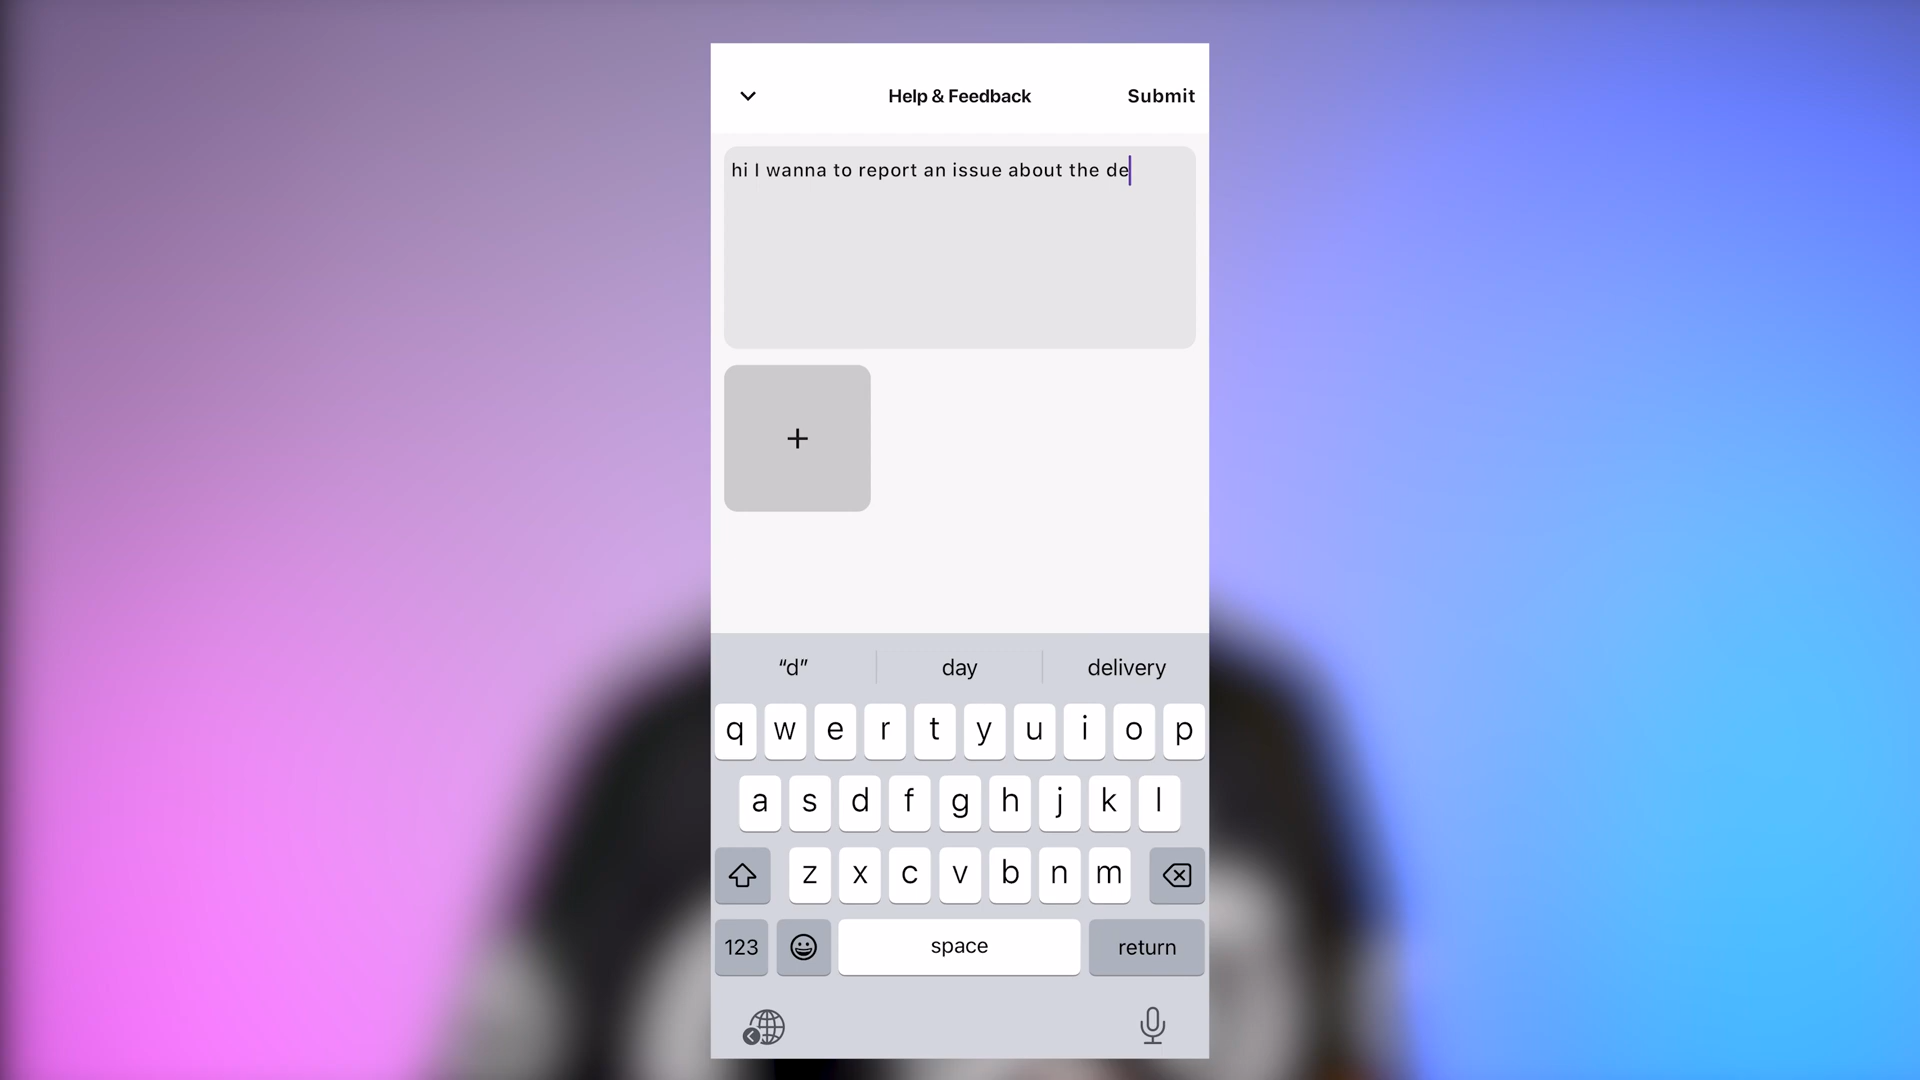 Help & Feedback Submit
hi I wanna to report an issue about the de
“d” day delivery
q w e r t y u i o p
a s d f g h j k l
z x c v b n m
123 space return